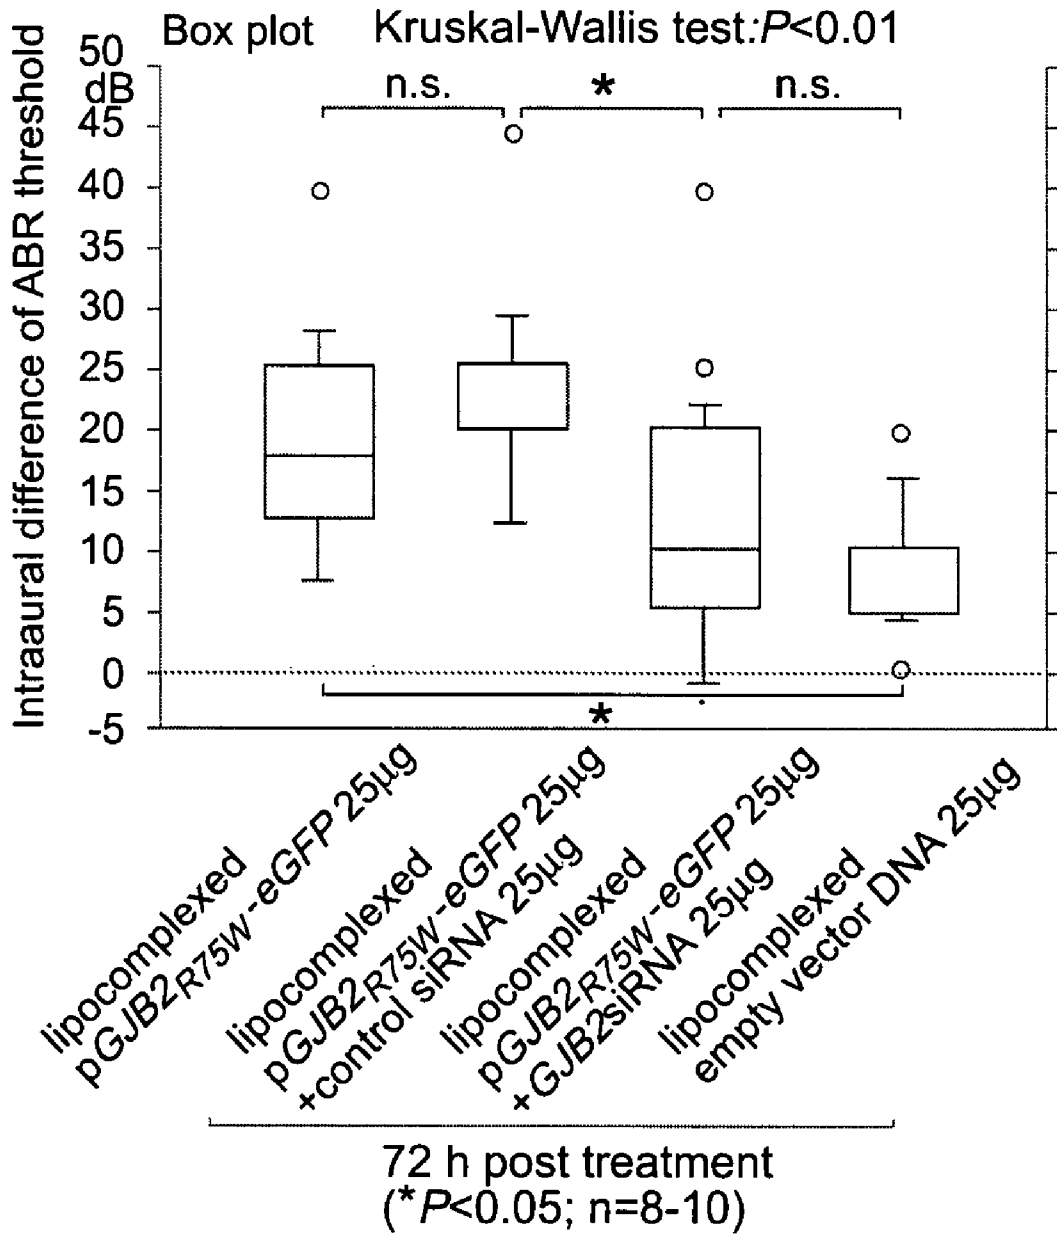 Box plot Kruskal-Wallis test:P<0.01
Intraaural difference of ABR threshold
50
dB
45
40
35
30
25
20
15
10
5
0
-5
n.s.
*
n.s.
*
lipocomplexed
pGJB2R75W-eGFP 25µg
lipocomplexed
pGJB2R75W-eGFP 25µg
+control siRNA 25µg
lipocomplexed
pGJB2R75W-eGFP 25µg
+GJB2siRNA 25µg
lipocomplexed
empty vector DNA 25µg
72 h post treatment
(*P<0.05; n=8-10)